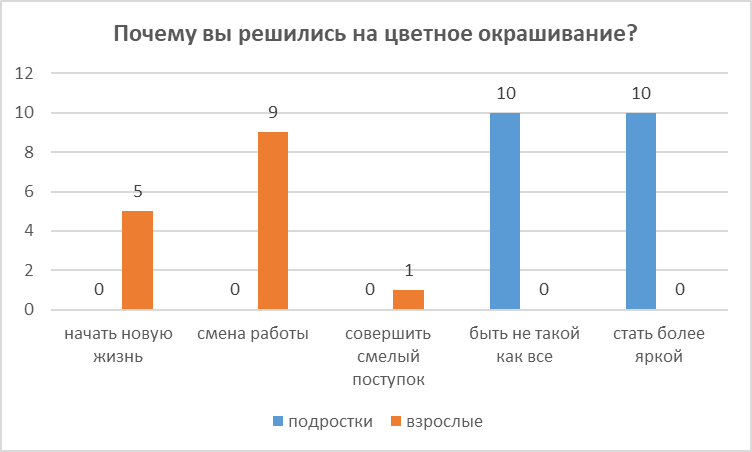 Почему вы решились на цветное окрашивание?
12
10
8
6
4
2
0
0
5
0
9
0
1
10
0
10
0
начать новую
жизнь
смена работы
совершить
смелый
поступок
быть не такой
как все
стать более
яркой
подростки
взрослые